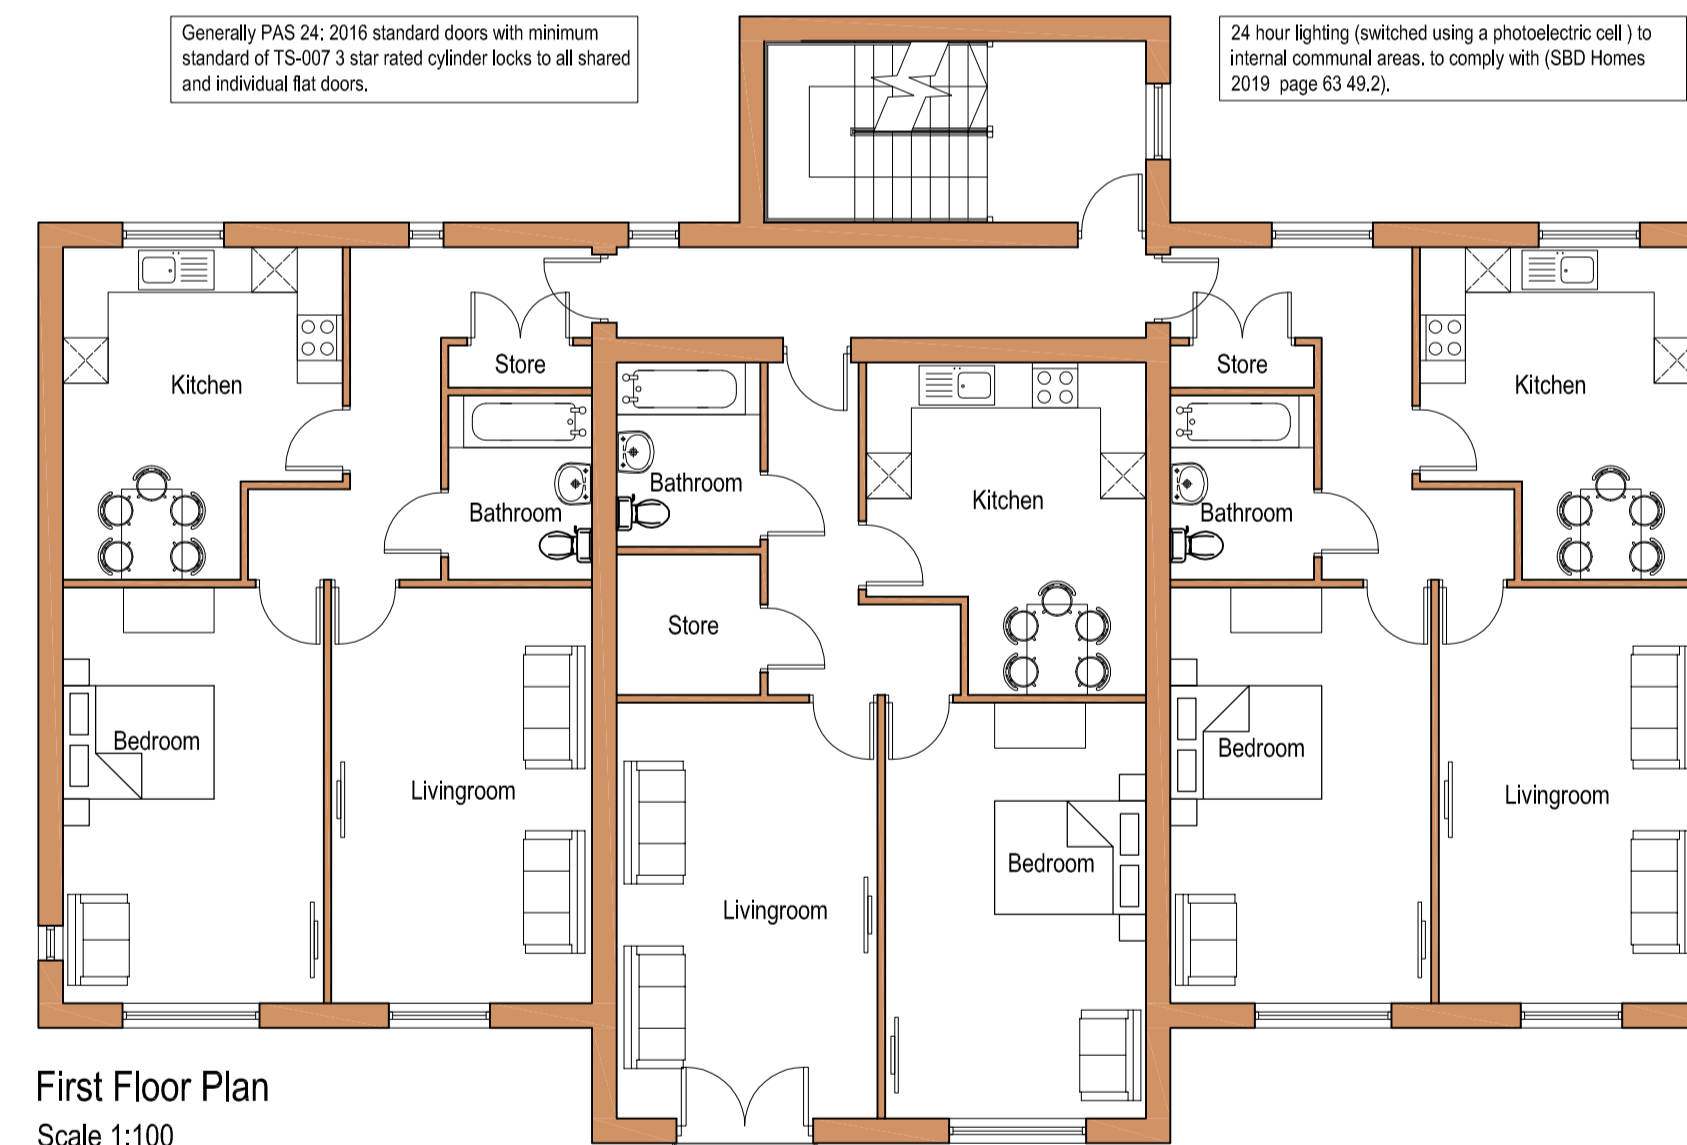 Generally PAS 24: 2016 standard doors with minimum
standard of TS-007 3 star rated cylinder locks to all shared
and individual flat doors.
24 hour lighting (switched using a photoelectric cell ) to
internal communal areas. to comply with (SBD Homes
2019 page 63 49.2).
Kitchen
Store
Bathroom
Bedroom
Livingroom
Bathroom
Store
Kitchen
Livingroom
Bedroom
Store
Kitchen
Bathroom
Bedroom
Livingroom
First Floor Plan
Scale 1:100